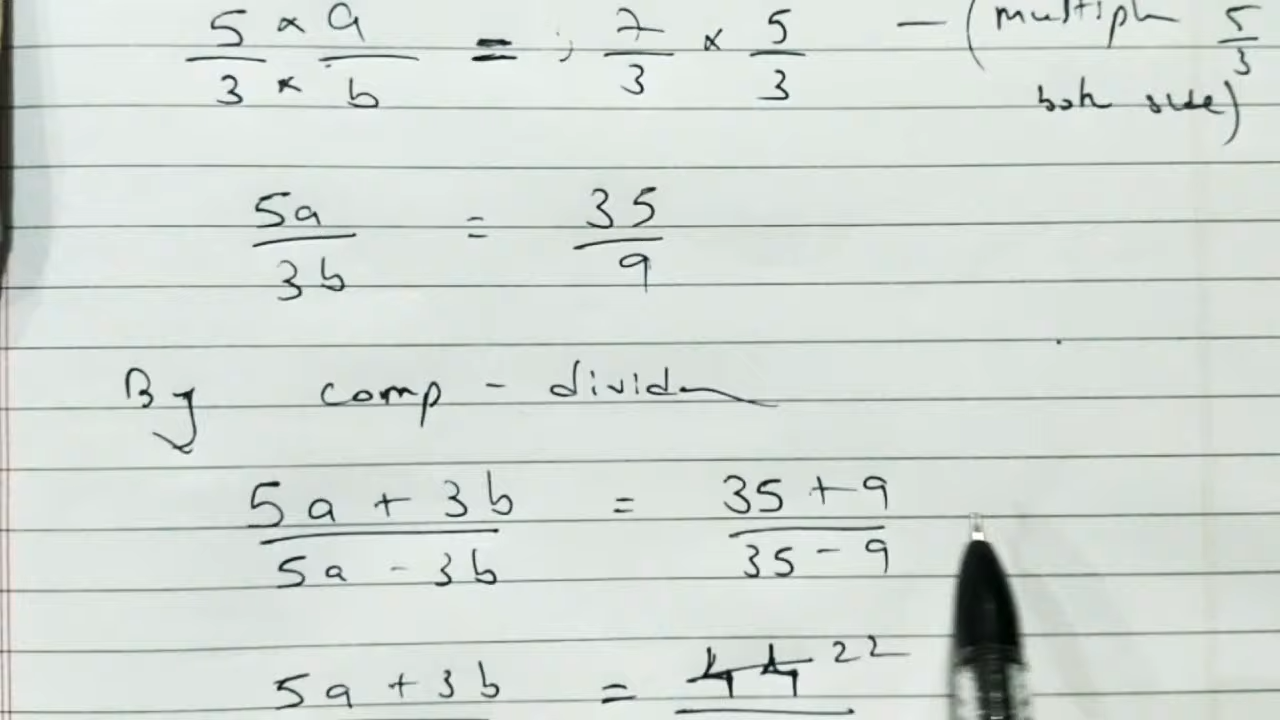 5 × a = 7 × 5 — (multiply 5
3 × b 3 3 3
both side)
5a = 35
3b 9
By comp - dividen
5a + 3b = 35 + 9
5a - 3b 35 - 9
5a + 3b = 44 22